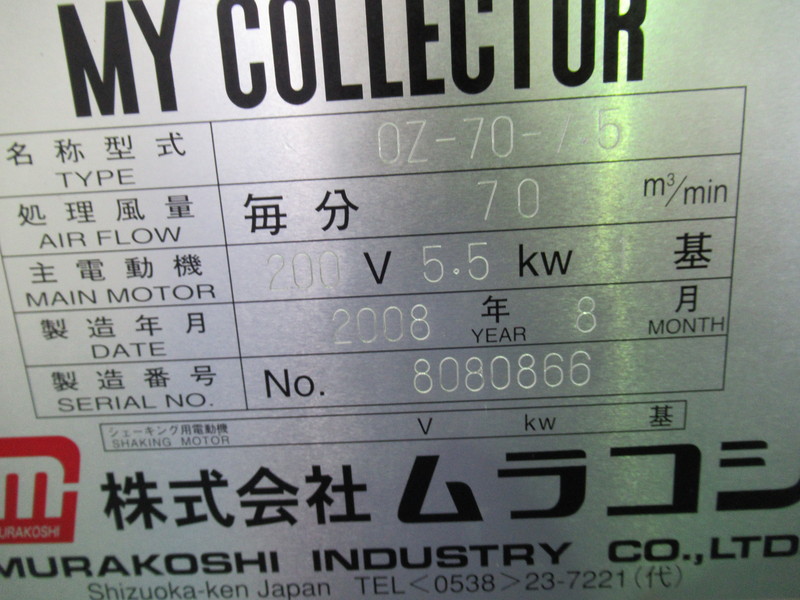 MY COLLECTOR
名称型式 OZ-70-7.5
TYPE
処理風量 毎分 70 m³/min
AIR FLOW
主電動機 200 V 5.5 kw 基
MAIN MOTOR
製造年月 2008 年 8 月
DATE YEAR MONTH
製造番号 No. 8080866
SERIAL NO.
シェーキング用電動機 V kw 基
SHAKING MOTOR
m
MURAKOSHI
株式会社 ムラコシ
MURAKOSHI INDUSTRY CO.,LTD
Shizuoka-ken Japan TEL<0538>23-7221(代)